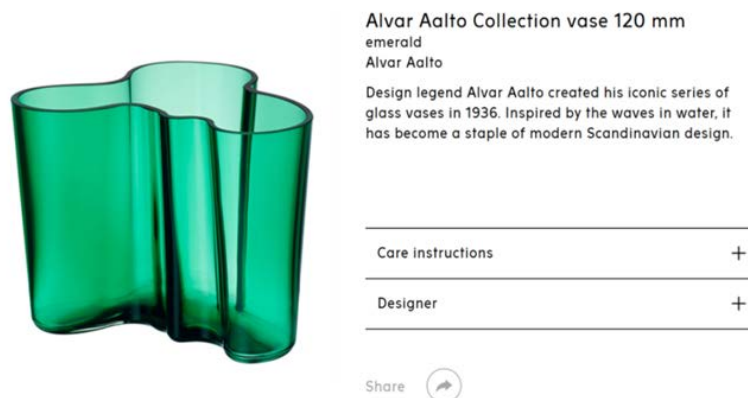 Alvar Aalto Collection vase 120 mm
emerald
Alvar Aalto
Design legend Alvar Aalto created his iconic series of
glass vases in 1936. Inspired by the waves in water, it
has become a staple of modern Scandinavian design.
Care instructions +
Designer +
Share